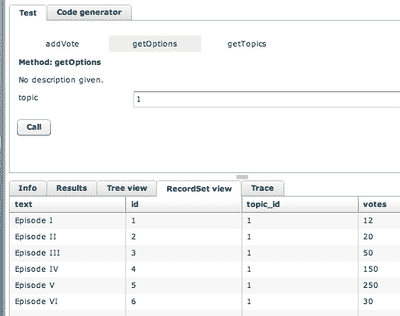 Test Code generator
addVote getOptions getTopics
Method: getOptions
No description given.
topic 1
Call
Info Results Tree view RecordSet view Trace
text id topic_id votes
Episode I 1 1 12
Episode II 2 1 20
Episode III 3 1 50
Episode IV 4 1 150
Episode V 5 1 250
Episode VI 6 1 30